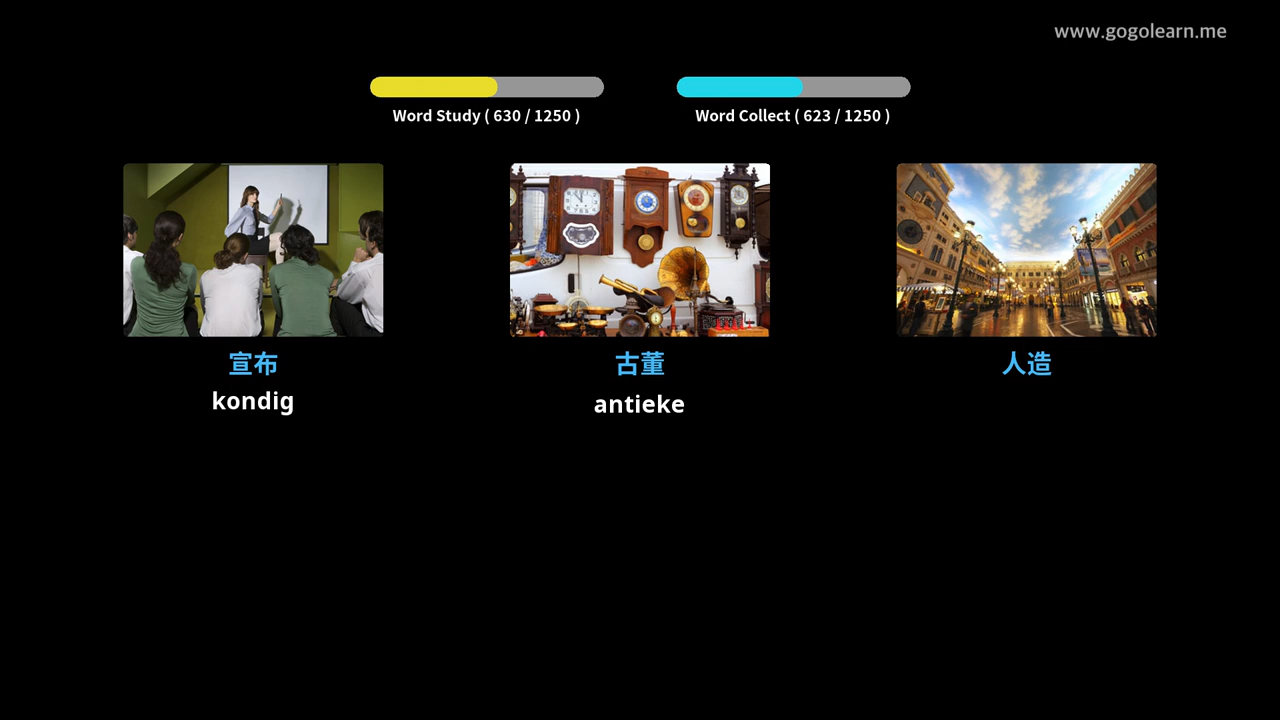 www.gogolearn.me
Word Study ( 630 / 1250 )
Word Collect ( 623 / 1250 )
宣布
kondig
古董
antieke
人造